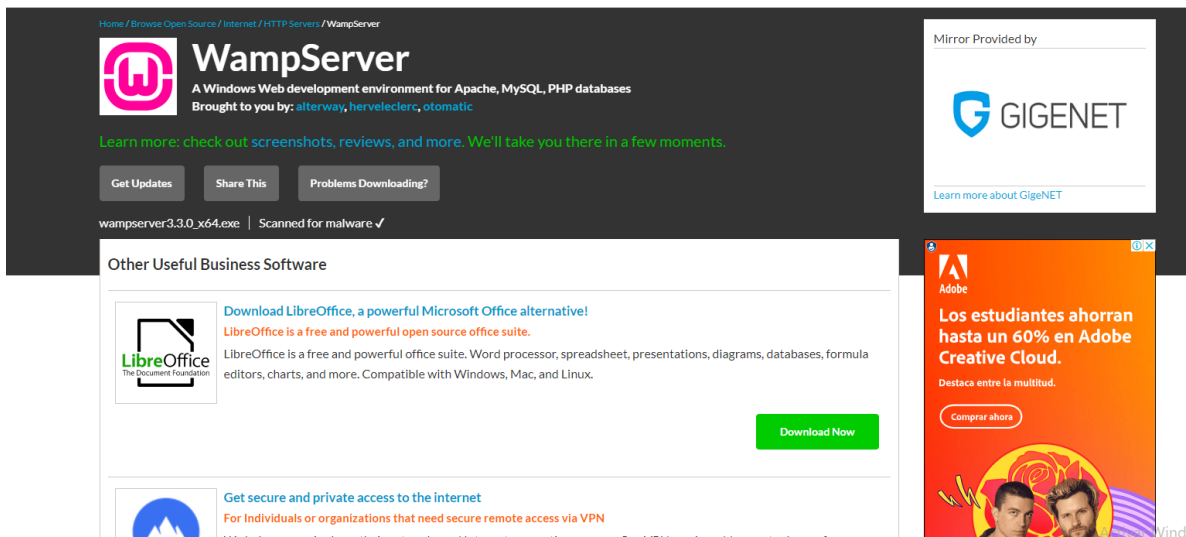 Home / Browse Open Source / Internet / HTTP Servers / WampServer
WampServer
A Windows Web development environment for Apache, MySQL, PHP databases
Brought to you by: alterway, herveleclerc, otomatic
Learn more: check out screenshots, reviews, and more. We'll take you there in a few moments.
Get Updates
Share This
Problems Downloading?
wampserver3.3.0_x64.exe | Scanned for malware ✓
Mirror Provided by
GIGENET
Learn more about GigeNET
Other Useful Business Software
LibreOffice
The Document Foundation
Download LibreOffice, a powerful Microsoft Office alternative!
LibreOffice is a free and powerful open source office suite.
LibreOffice is a free and powerful office suite. Word processor, spreadsheet, presentations, diagrams, databases, formula
editors, charts, and more. Compatible with Windows, Mac, and Linux.
Download Now
Get secure and private access to the internet
For Individuals or organizations that need secure remote access via VPN
Adobe
Los estudiantes ahorran
hasta un 60% en Adobe
Creative Cloud.
Destaca entre la multitud.
Comprar ahora